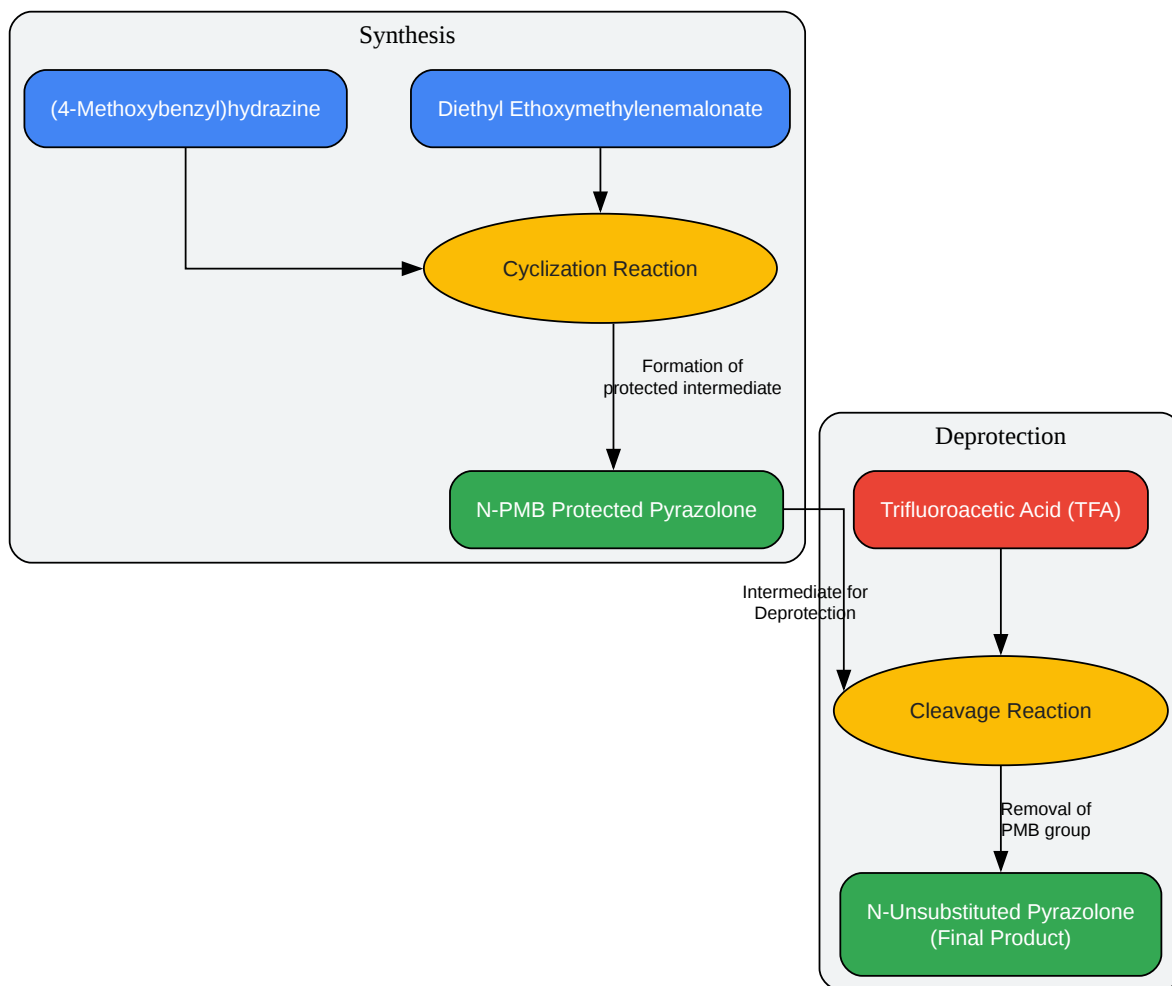 Synthesis
(4-Methoxybenzyl)hydrazine
Diethyl Ethoxymethylenemalonate
Cyclization Reaction
Formation of
protected intermediate
N-PMB Protected Pyrazolone
Deprotection
Trifluoroacetic Acid (TFA)
Intermediate for
Deprotection
Cleavage Reaction
Removal of
PMB group
N-Unsubstituted Pyrazolone
(Final Product)